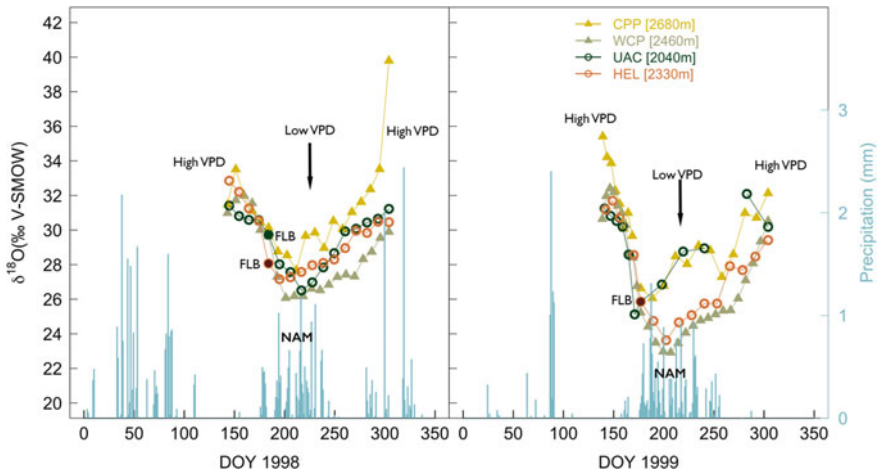 42
40
38
36
34
32
30
28
26
24
22
20
δ18O(‰ V-SMOW)
High VPD
Low VPD
High VPD
FLB
FLB
NAM
0 50 100 150 200 250 300 350
DOY 1998
CPP [2680m]
WCP [2460m]
UAC [2040m]
HEL [2330m]
High VPD
Low VPD
High VPD
FLB
NAM
0 50 100 150 200 250 300 350
DOY 1999
3
2
1
0
Precipitation (mm)